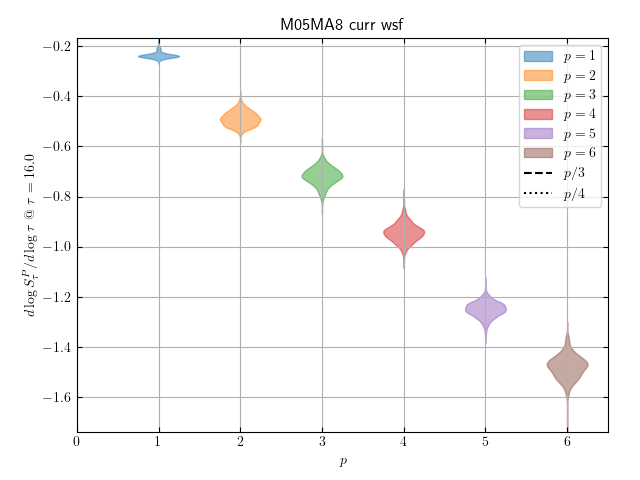 M05MA8 curr wsf
d log S_τ^P / d log τ @ τ = 16.0
−0.2
−0.4
−0.6
−0.8
−1.0
−1.2
−1.4
−1.6
p = 1
p = 2
p = 3
p = 4
p = 5
p = 6
p/3
p/4
0 1 2 3 4 5 6
p